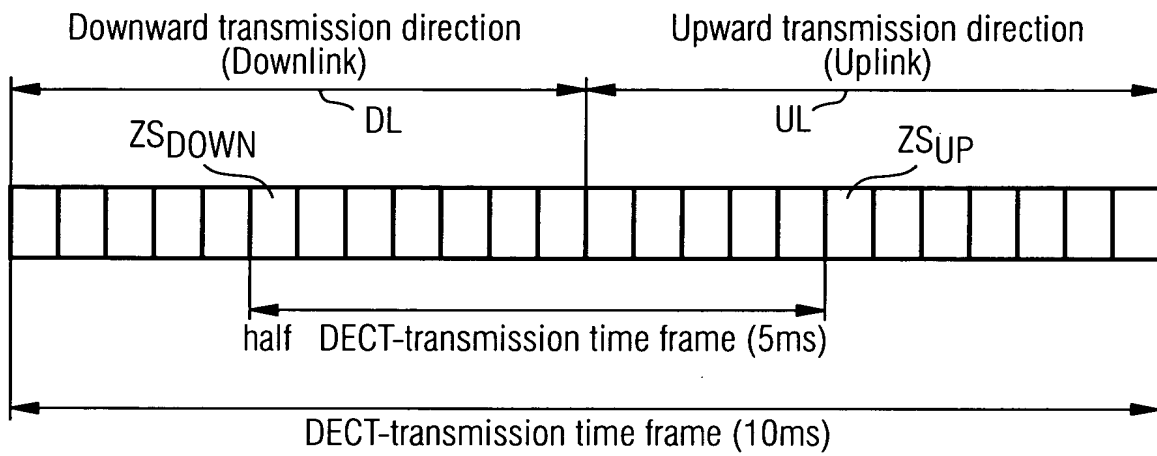 Downward transmission direction
(Downlink)
Upward transmission direction
(Uplink)
DL
UL
ZSDOWN
ZSUP
half DECT-transmission time frame (5ms)
DECT-transmission time frame (10ms)